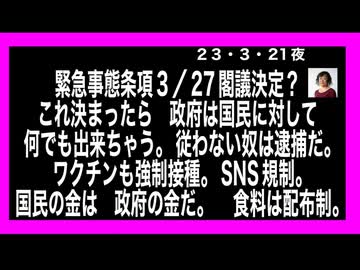 ２３・３・21夜
緊急事態条項３／27閣議決定？
これ決まったら　政府は国民に対して
何でも出来ちゃう。従わない奴は逮捕だ。
ワクチンも強制接種。SNS規制。
国民の金は　政府の金だ。　食料は配布制。